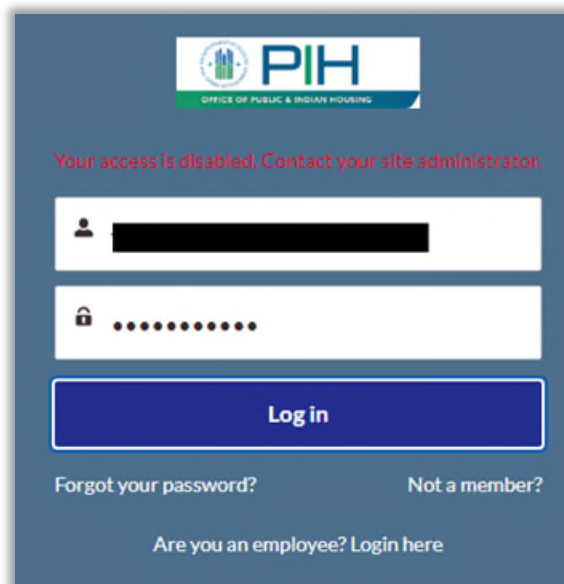 PIH
OFFICE OF PUBLIC & INDIAN HOUSING
Your access is disabled. Contact your site administrator.
Log in
Forgot your password? Not a member?
Are you an employee? Login here